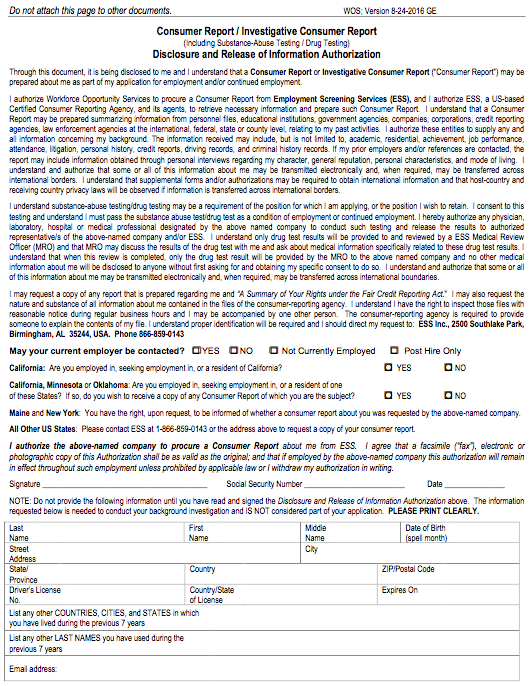 Do not attach this page to other documents.
WOS; Version 8-24-2016 GE
Consumer Report / Investigative Consumer Report
(Including Substance-Abuse Testing / Drug Testing)
Disclosure and Release of Information Authorization
Through this document, it is being disclosed to me and I understand that a Consumer Report or Investigative Consumer Report ("Consumer Report") may be
prepared about me as part of my application for employment and/or continued employment.
I authorize Workforce Opportunity Services to procure a Consumer Report from Employment Screening Services (ESS), and I authorize ESS, a US-based
Certified Consumer Reporting Agency, and its agents, to retrieve necessary information and prepare such Consumer Report. I understand that a Consumer
Report may be prepared summarizing information from personnel files, educational institutions, government agencies, companies, corporations, credit reporting
agencies, law enforcement agencies at the international, federal, state or county level, relating to my past activities. I authorize these entities to supply any and
all information concerning my background. The information received may include, but is not limited to, academic, residential, achievement, job performance,
attendance, litigation, personal history, credit reports, driving records, and criminal history records. If my prior employers and/or references are contacted, the
report may include information obtained through personal interviews regarding my character, general reputation, personal characteristics, and mode of living. I
understand and authorize that some or all of this information about me may be transmitted electronically and, when required, may be transferred across
international borders. I understand that supplemental forms and/or authorizations may be required to obtain international information and that host-country and
receiving country privacy laws will be observed if information is transferred across international borders.
I understand substance-abuse testing/drug testing may be a requirement of the position for which I am applying, or the position I wish to retain. I consent to this
testing and understand I must pass the substance abuse test/drug test as a condition of employment or continued employment. I hereby authorize any physician,
laboratory, hospital or medical professional designated by the above named company to conduct such testing and release the results to authorized
representative/s of the above-named company and/or ESS. I understand only drug test results will be provided to and reviewed by a ESS Medical Review
Officer (MRO) and that MRO may discuss the results of the drug test with me and ask about medical information specifically related to these drug test results. I
understand that when this review is completed, only the drug test result will be provided by the MRO to the above named company and no other medical
information about me will be disclosed to anyone without first asking for and obtaining my specific consent to do so. I understand and authorize that some or all
of this information about me may be transmitted electronically and, when required, may be transferred across international boundaries.
I may request a copy of any report that is prepared regarding me and "A Summary of Your Rights under the Fair Credit Reporting Act." I may also request the
nature and substance of all information about me contained in the files of the consumer-reporting agency. I understand I have the right to inspect those files with
reasonable notice during regular business hours and I may be accompanied by one other person. The consumer-reporting agency is required to provide
someone to explain the contents of my file. I understand proper identification will be required and I should direct my request to: ESS Inc., 2500 Southlake Park,
Birmingham, AL 35244, USA. Phone 866-859-0143
May your current employer be contacted? YES NO Not Currently Employed Post Hire Only
California: Are you employed in, seeking employment in, or a resident of California? YES NO
California, Minnesota or Oklahoma: Are you employed in, seeking employment in, or a resident of one
of these States? If so, do you wish to receive a copy of any Consumer Report of which you are the subject? YES NO
Maine and New York: You have the right, upon request, to be informed of whether a consumer report about you was requested by the above-named company.
All Other US States: Please contact ESS at 1-866-859-0143 or the address above to request a copy of your consumer report.
I authorize the above-named company to procure a Consumer Report about me from ESS. I agree that a facsimile ("fax"), electronic or
photographic copy of this Authorization shall be as valid as the original; and that if employed by the above-named company this authorization will remain
in effect throughout such employment unless prohibited by applicable law or I withdraw my authorization in writing.
Signature Social Security Number Date
NOTE: Do not provide the following information until you have read and signed the Disclosure and Release of Information Authorization above. The information
requested below is needed to conduct your background investigation and IS NOT considered part of your application. PLEASE PRINT CLEARLY.
Last First Middle Date of Birth
Name Name Name (spell month)
Street City
Address
State/ Country ZIP/Postal Code
Province
Driver's License Country/State Expires On
No. of License
List any other COUNTRIES, CITIES, and STATES in which
you have lived during the previous 7 years
List any other LAST NAMES you have used during the
previous 7 years
Email address: